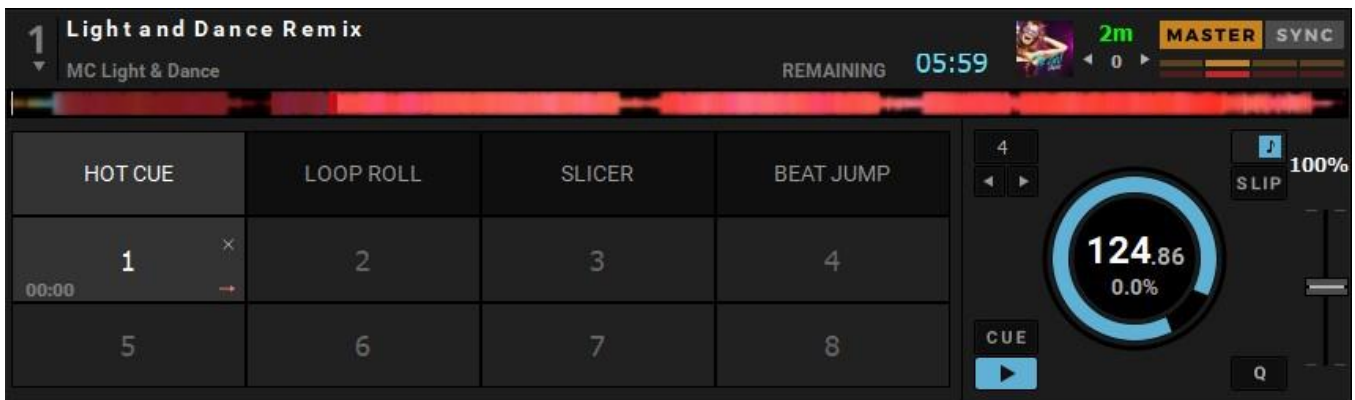 1
Light and Dance Remix
MC Light & Dance
REMAINING 05:59
2m
0
MASTER SYNC
HOT CUE LOOP ROLL SLICER BEAT JUMP
1 2 3 4
00:00
5 6 7 8
4
SLIP
100%
124.86
0.0%
CUE
Q